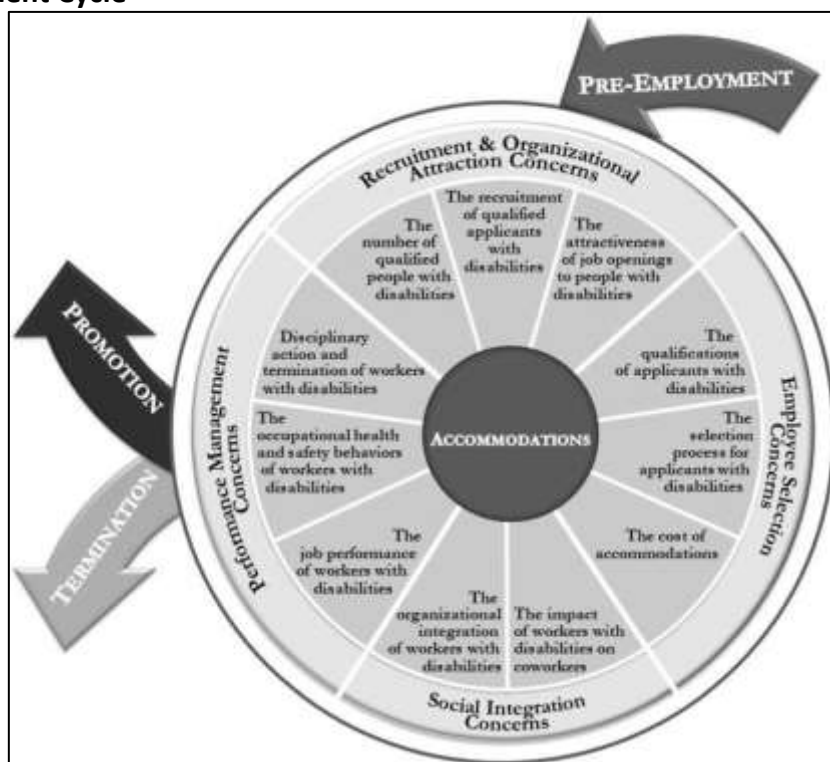 ent Cycle
PRE-EMPLOYMENT
Recruitment & Organizational
Attraction Concerns
The
number of
qualified
people with
disabilities
The recruitment
of qualified
applicants
with
disabilities
The
attractiveness
of job openings
to people with
disabilities
Employee Selection
Concerns
The
qualifications
of applicants with
disabilities
The
selection
process for
applicants with
disabilities
The cost of
accommodations
Social Integration
Concerns
The impact
of workers with
disabilities on
coworkers
The
organizational
integration
of workers with
disabilities
Performance Management
Concerns
The
job performance
of workers with
disabilities
The
occupational health
and safety behaviors
of workers with
disabilities
Disciplinary
action and
termination of workers
with disabilities
ACCOMMODATIONS
PROMOTION
TERMINATION